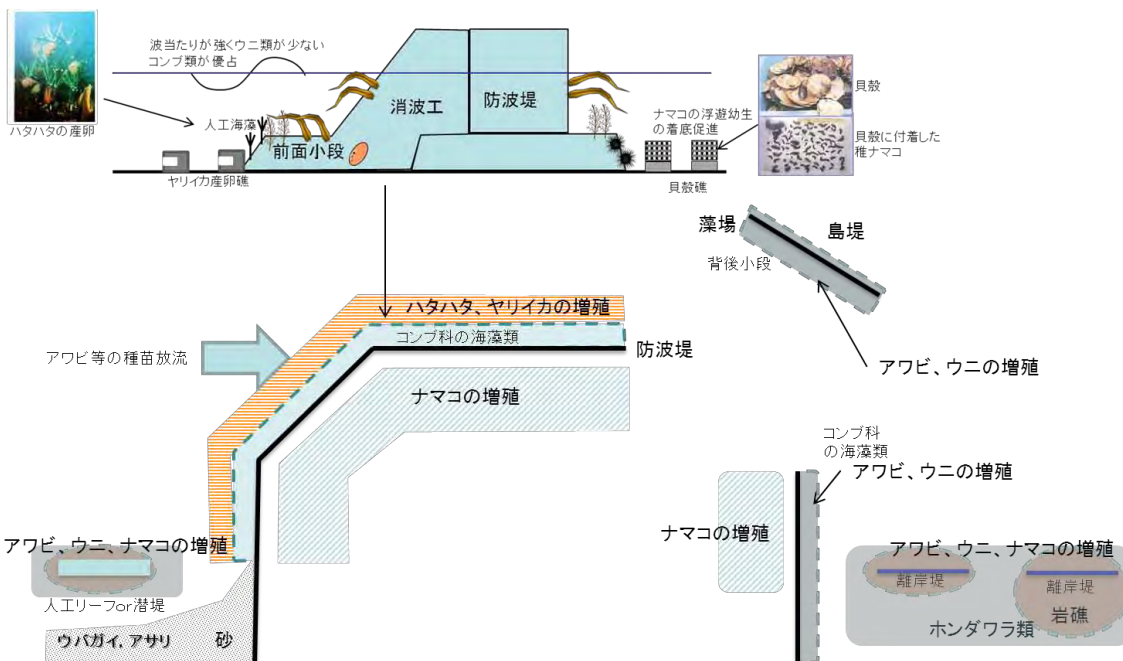 波当たりが強くウニ類が少ない
コンブ類が優占
ハタハタの産卵
人工海藻
消波工
防波堤
前面小段
ヤリイカ産卵礁
ナマコの浮遊幼生
の着底促進
貝殻
貝殻に付着した
稚ナマコ
貝殻礁
藻場
島堤
背後小段
アワビ、ウニの増殖
ハタハタ、ヤリイカの増殖
コンブ科の海藻類
防波堤
アワビ等の種苗放流
ナマコの増殖
コンブ科
の海藻類
アワビ、ウニの増殖
ナマコの増殖
アワビ、ウニ、ナマコの増殖
人工リーフor潜堤
ウバガイ,アサリ
砂
アワビ、ウニ、ナマコの増殖
離岸堤
離岸堤
岩礁
ホンダワラ類